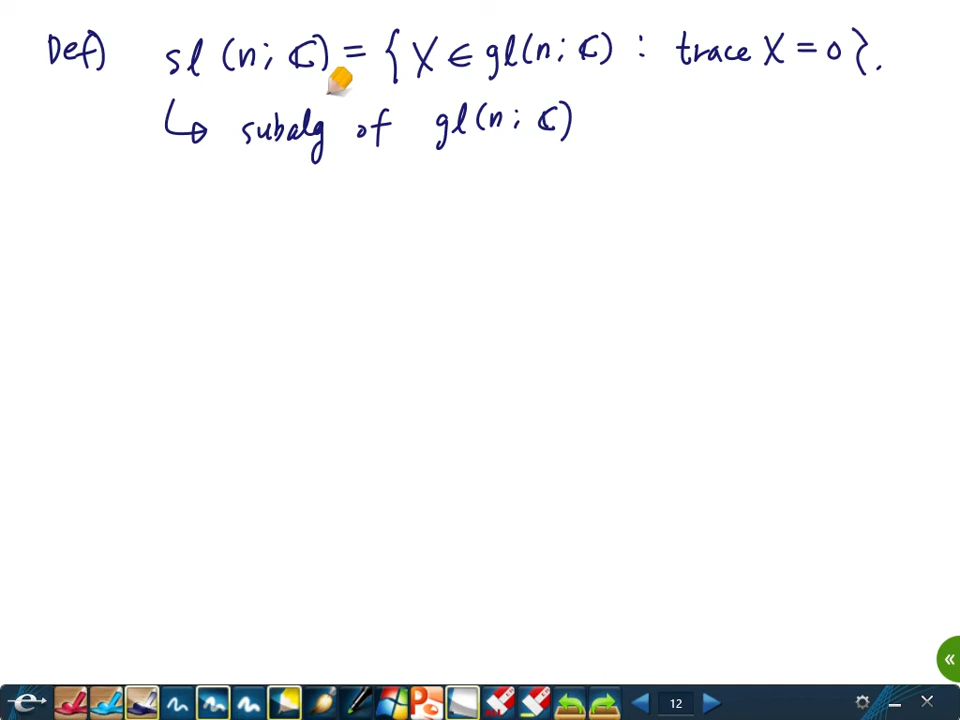 Def) sl(n; ℂ) = { X ∈ gl(n; ℂ) : trace X = 0 }.
↳ subalg of gl(n; ℂ)
12